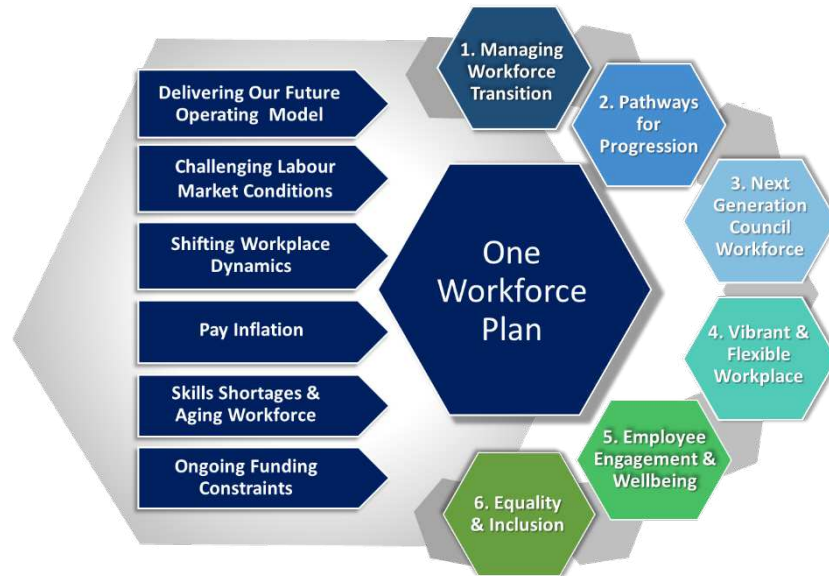 Delivering Our Future
Operating Model
Challenging Labour
Market Conditions
Shifting Workplace
Dynamics
Pay Inflation
Skills Shortages &
Aging Workforce
Ongoing Funding
Constraints
One
Workforce
Plan
1. Managing
Workforce
Transition
2. Pathways
for
Progression
3. Next
Generation
Council
Workforce
4. Vibrant &
Flexible
Workplace
5. Employee
Engagement &
Wellbeing
6. Equality
& Inclusion